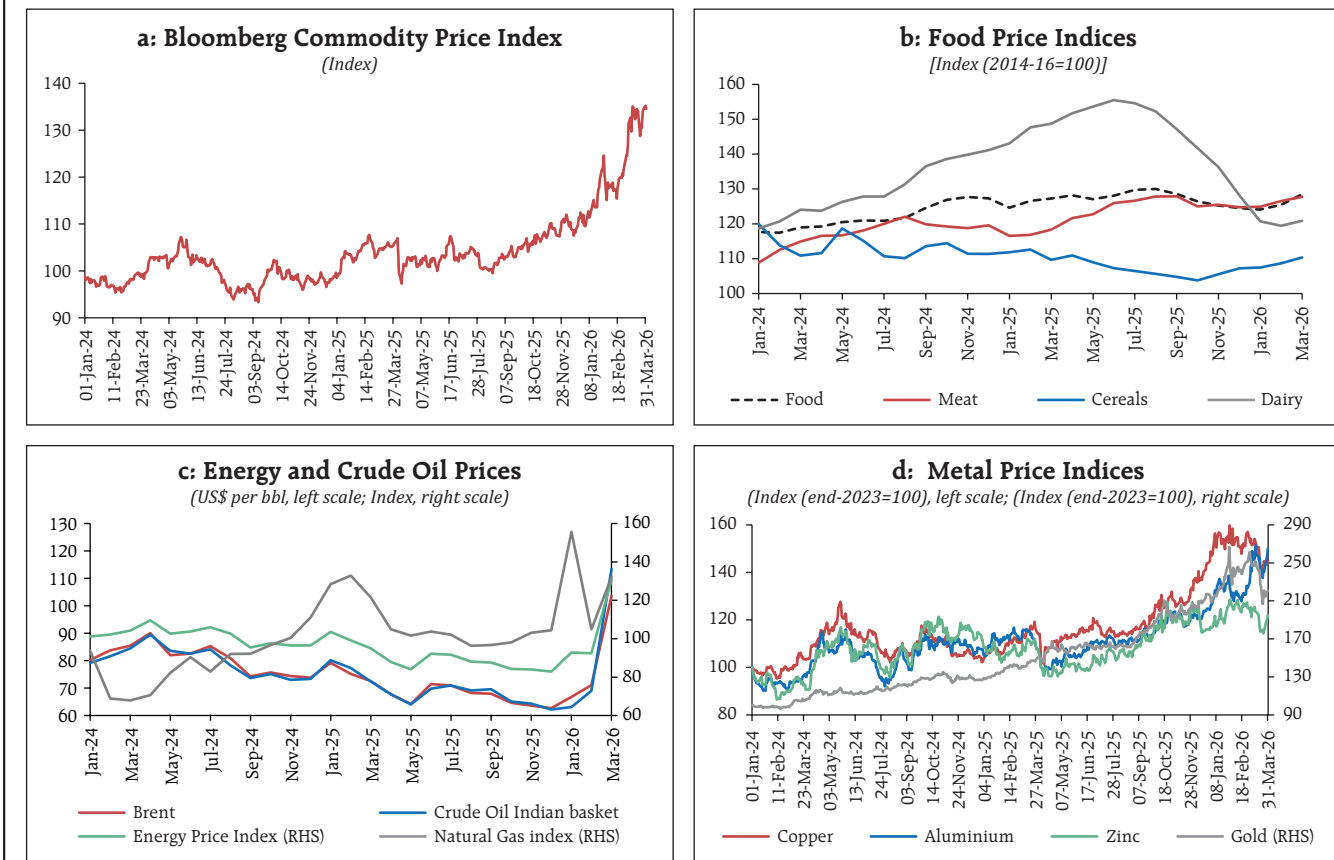 a: Bloomberg Commodity Price Index
(Index)
140
130
120
110
100
90
01-Jan-24
11-Feb-24
23-Mar-24
03-May-24
13-Jun-24
24-Jul-24
03-Sep-24
14-Oct-24
24-Nov-24
04-Jan-25
14-Feb-25
27-Mar-25
07-May-25
17-Jun-25
28-Jul-25
07-Sep-25
18-Oct-25
28-Nov-25
08-Jan-26
18-Feb-26
31-Mar-26
b: Food Price Indices
[Index (2014-16=100)]
160
150
140
130
120
110
100
Jan-24
Mar-24
May-24
Jul-24
Sep-24
Nov-24
Jan-25
Mar-25
May-25
Jul-25
Sep-25
Nov-25
Jan-26
Mar-26
Food Meat Cereals Dairy
c: Energy and Crude Oil Prices
(US$ per bbl, left scale; Index, right scale)
130
120
110
100
90
80
70
60
160
140
120
100
80
60
Jan-24
Mar-24
May-24
Jul-24
Sep-24
Nov-24
Jan-25
Mar-25
May-25
Jul-25
Sep-25
Nov-25
Jan-26
Mar-26
Brent Crude Oil Indian basket
Energy Price Index (RHS) Natural Gas index (RHS)
d: Metal Price Indices
(Index (end-2023=100), left scale; (Index (end-2023=100), right scale)
160
140
120
100
80
290
250
210
170
130
90
01-Jan-24
11-Feb-24
23-Mar-24
03-May-24
13-Jun-24
24-Jul-24
03-Sep-24
14-Oct-24
24-Nov-24
04-Jan-25
14-Feb-25
27-Mar-25
07-May-25
17-Jun-25
28-Jul-25
07-Sep-25
18-Oct-25
28-Nov-25
08-Jan-26
18-Feb-26
31-Mar-26
Copper Aluminium Zinc Gold (RHS)